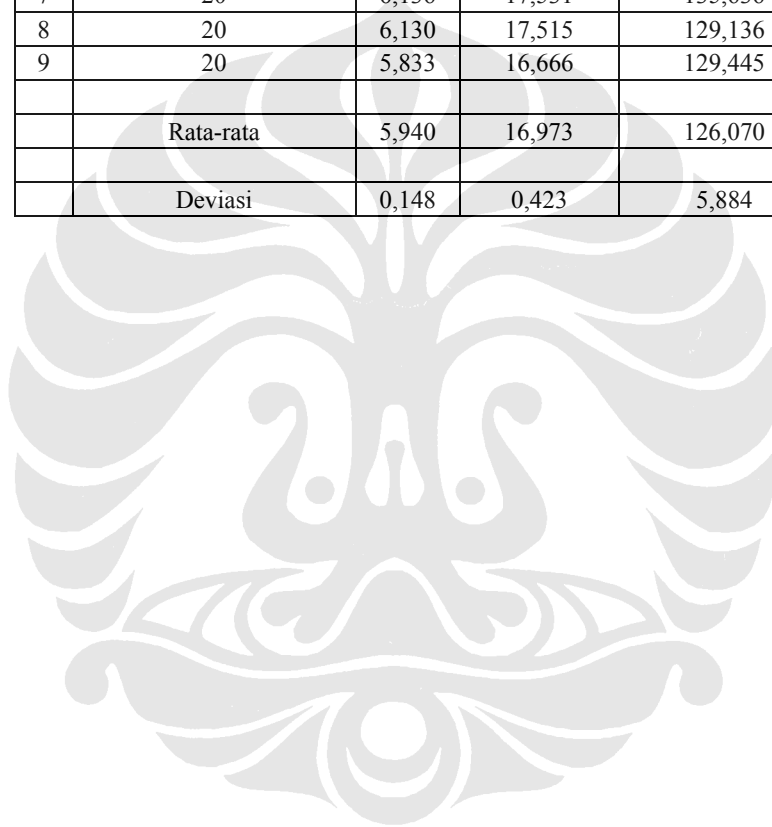 8 20 6,130 17,515 129,136
9 20 5,833 16,666 129,445
Rata-rata 5,940 16,973 126,070
Deviasi 0,148 0,423 5,884